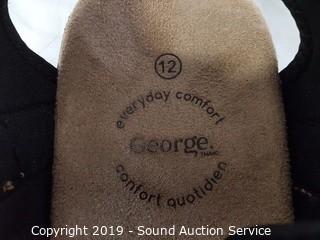 12
everyday comfort
George.
confort quotidien
Copyright 2019 - Sound Auction Service